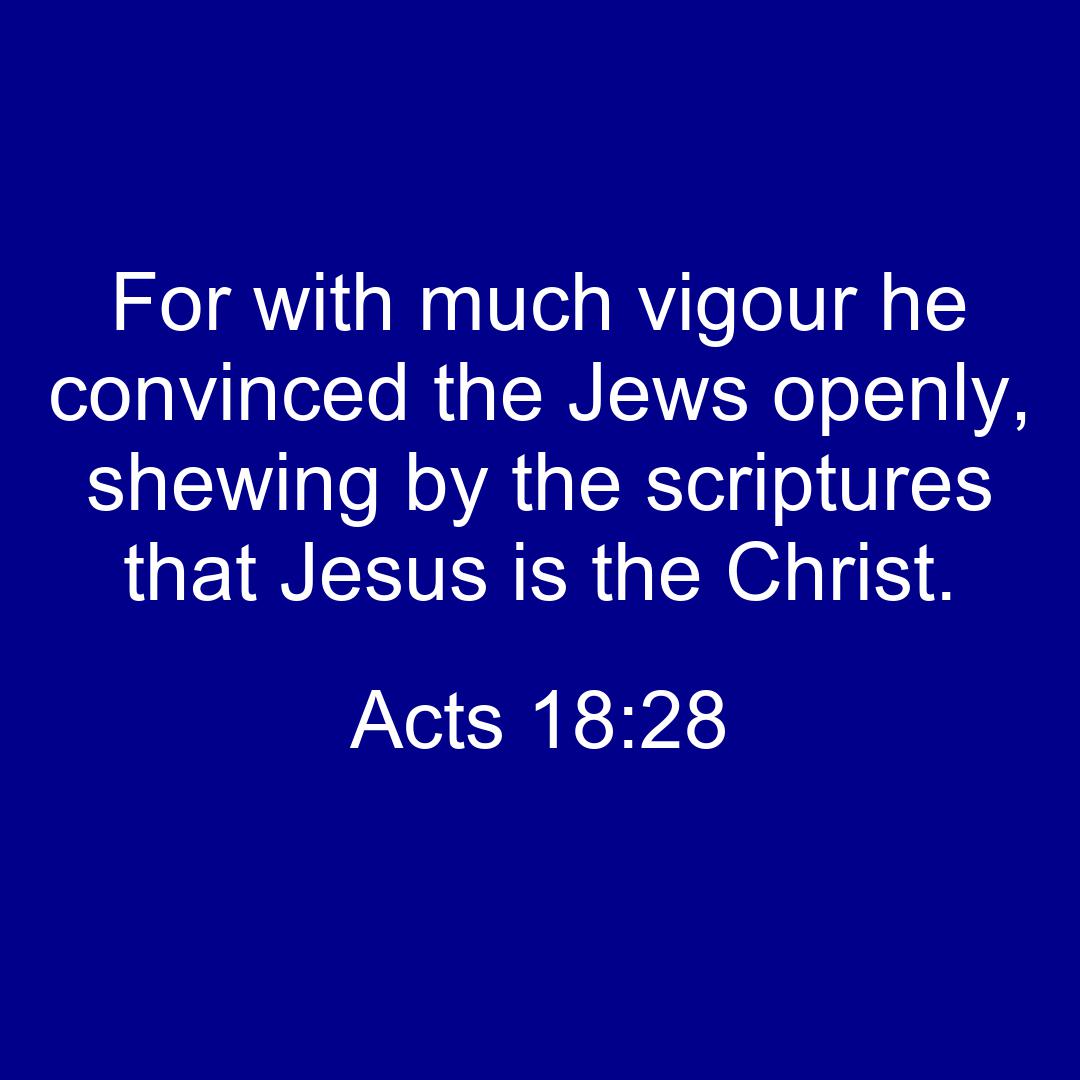 For with much vigour he
convinced the Jews openly,
shewing by the scriptures
that Jesus is the Christ.
Acts 18:28